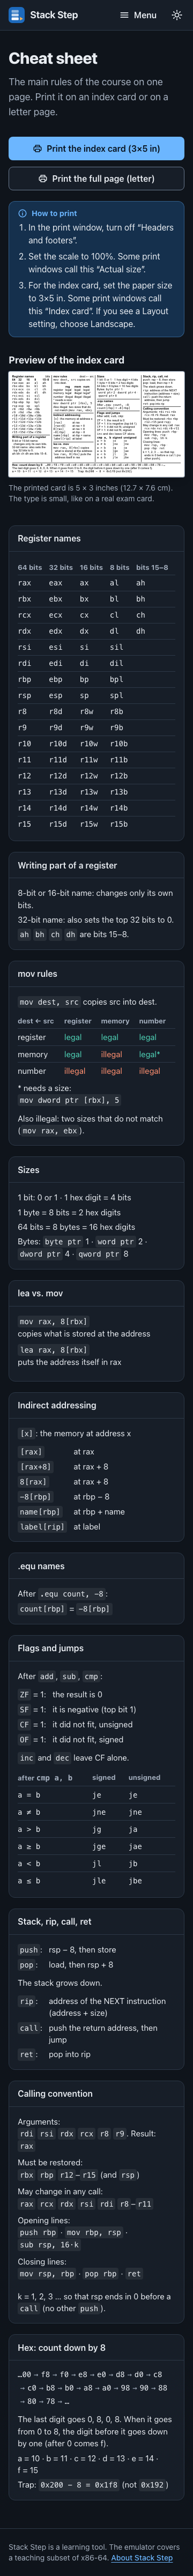 Stack Step
Menu
Cheat sheet
The main rules of the course on one
page. Print it on an index card or on a
letter page.
Print the index card (3×5 in)
Print the full page (letter)
How to print
1. In the print window, turn off “Headers
and footers”.
2. Set the scale to 100%. Some print
windows call this “Actual size”.
3. For the index card, set the paper size
to 3×5 in. Some print windows call
this “Index card”. If you see a Layout
setting, choose Landscape.
Preview of the index card
The printed card is 5 × 3 inches (12.7 × 7.6 cm).
The type is small, like on a real exam card.
Register names
64 bits 32 bits 16 bits 8 bits bits 15–8
rax eax ax al ah
rbx ebx bx bl bh
rcx ecx cx cl ch
rdx edx dx dl dh
rsi esi si sil
rdi edi di dil
rbp ebp bp bpl
rsp esp sp spl
r8 r8d r8w r8b
r9 r9d r9w r9b
r10 r10d r10w r10b
r11 r11d r11w r11b
r12 r12d r12w r12b
r13 r13d r13w r13b
r14 r14d r14w r14b
r15 r15d r15w r15b
Writing part of a register
8-bit or 16-bit name: changes only its own
bits.
32-bit name: also sets the top 32 bits to 0.
ah bh ch dh are bits 15–8.
mov rules
mov dest, src copies src into dest.
dest ← src register memory number
register legal legal legal
memory legal illegal legal*
number illegal illegal illegal
* needs a size:
mov dword ptr [rbx], 5
Also illegal: two sizes that do not match
(mov rax, ebx).
Sizes
1 bit: 0 or 1 · 1 hex digit = 4 bits
1 byte = 8 bits = 2 hex digits
64 bits = 8 bytes = 16 hex digits
Bytes: byte ptr 1 · word ptr 2 ·
dword ptr 4 · qword ptr 8
lea vs. mov
mov rax, 8[rbx]
copies what is stored at the address
lea rax, 8[rbx]
puts the address itself in rax
Indirect addressing
[x]: the memory at address x
[rax] at rax
[rax+8] at rax + 8
8[rax] at rax + 8
-8[rbp] at rbp − 8
name[rbp] at rbp + name
label[rip] at label
.equ names
After .equ count, -8:
count[rbp] = -8[rbp]
Flags and jumps
After add, sub, cmp:
ZF = 1: the result is 0
SF = 1: it is negative (top bit 1)
CF = 1: it did not fit, unsigned
OF = 1: it did not fit, signed
inc and dec leave CF alone.
after cmp a, b signed unsigned
a = b je je
a ≠ b jne jne
a > b jg ja
a ≥ b jge jae
a < b jl jb
a ≤ b jle jbe
Stack, rip, call, ret
push: rsp − 8, then store
pop: load, then rsp + 8
The stack grows down.
rip: address of the NEXT instruction
(address + size)
call: push the return address, then
jump
ret: pop into rip
Calling convention
Arguments:
rdi rsi rdx rcx r8 r9. Result:
rax
Must be restored:
rbx rbp r12–r15 (and rsp)
May change in any call:
rax rcx rdx rsi rdi r8–r11
Opening lines:
push rbp · mov rbp, rsp ·
sub rsp, 16·k
Closing lines:
mov rsp, rbp · pop rbp · ret
k = 1, 2, 3 … so that rsp ends in 0 before a
call (no other push).
Hex: count down by 8
…00 → f8 → f0 → e8 → e0 → d8 → d0 → c8
→ c0 → b8 → b0 → a8 → a0 → 98 → 90 → 88
→ 80 → 78 → …
The last digit goes 0, 8, 0, 8. When it goes
from 0 to 8, the digit before it goes down
by one (after 0 comes f).
a = 10 · b = 11 · c = 12 · d = 13 · e = 14 ·
f = 15
Trap: 0x200 − 8 = 0x1f8 (not 0x192)
Stack Step is a learning tool. The emulator covers
a teaching subset of x86-64. About Stack Step